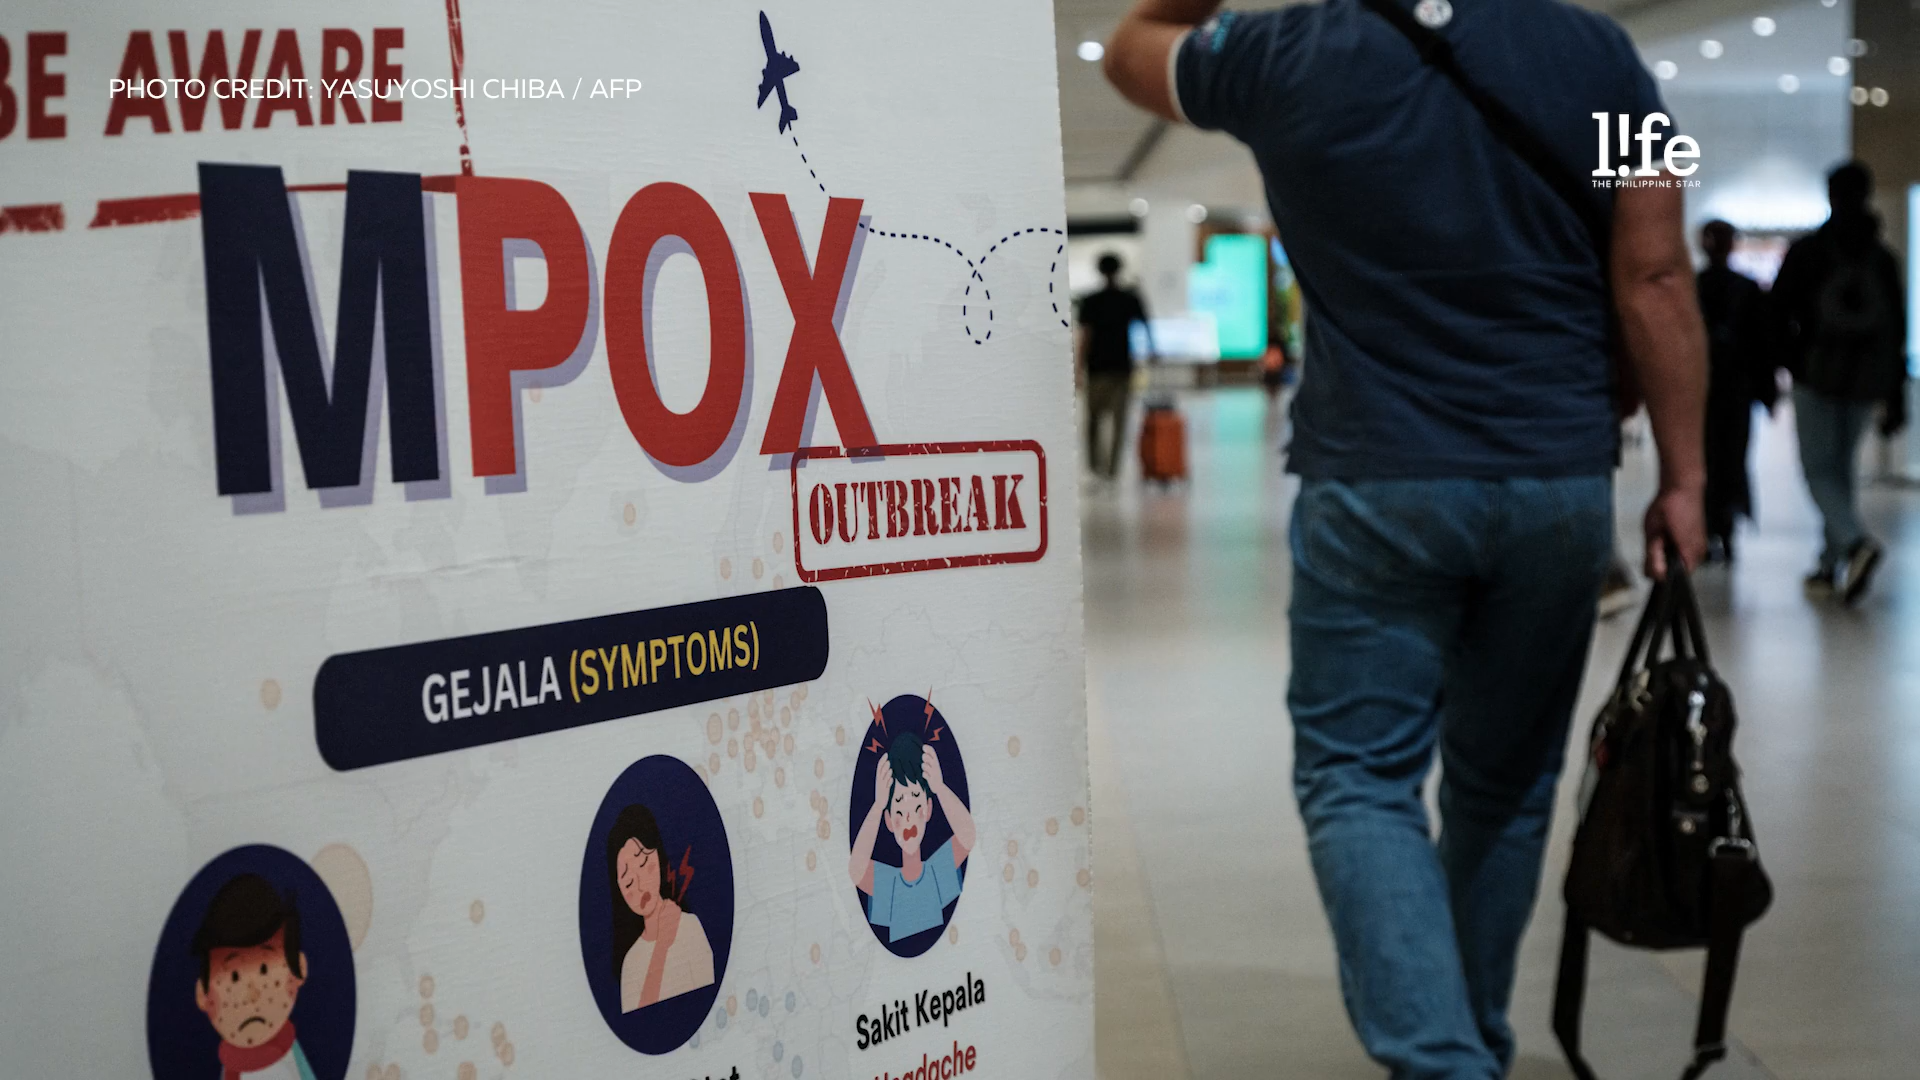 BE AWARE
PHOTO CREDIT: YASUYOSHI CHIBA / AFP
l!fe
THE PHILIPPINE STAR
MPOX
OUTBREAK
GEJALA (SYMPTOMS)
Sakit Kepala
Headache